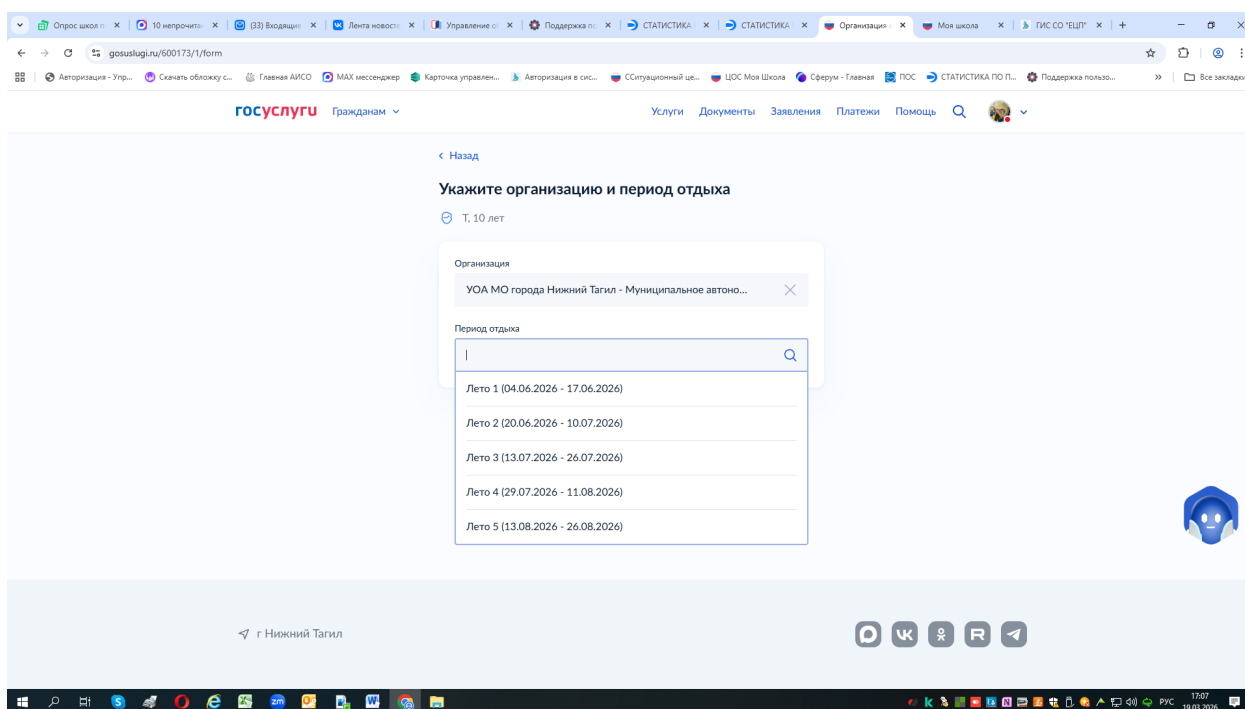 Опрос школ п
10 непрочита
(33) Входящие
Лента новосте
Управление о
Поддержка по
СТАТИСТИКА
СТАТИСТИКА
Организация
Моя школа
ГИС СО "ЕЦП"
gosuslugi.ru/600173/1/form
Авторизация - Упр...
Скачать обложку с...
Главная АИСО
MAX мессенджер
Карточка управлен...
Авторизация в сис...
ССитуационный це...
ЦОС Моя Школа
Сферум - Главная
ПОС
СТАТИСТИКА ПО П...
Поддержка пользо...
Все закладки
госуслуги Гражданам Услуги Документы Заявления Платежи Помощь
Назад
Укажите организацию и период отдыха
Т, 10 лет
Организация
УОА МО города Нижний Тагил - Муниципальное автоно...
Период отдыха
Лето 1 (04.06.2026 - 17.06.2026)
Лето 2 (20.06.2026 - 10.07.2026)
Лето 3 (13.07.2026 - 26.07.2026)
Лето 4 (29.07.2026 - 11.08.2026)
Лето 5 (13.08.2026 - 26.08.2026)
г Нижний Тагил
РУС
17:07
19.03.2026